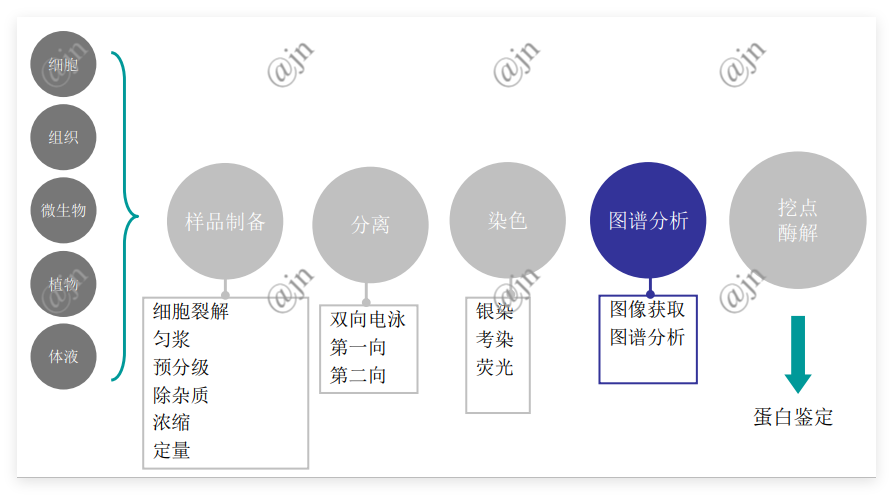 细胞
组织
微生物
植物
体液
样品制备
细胞裂解
匀浆
预分级
除杂质
浓缩
定量
分离
双向电泳
第一向
第二向
染色
银染
考染
荧光
图谱分析
图像获取
图谱分析
挖点
酶解
蛋白鉴定
@jn
@jn
@jn
@jn
@jn
@jn
@jn
@jn